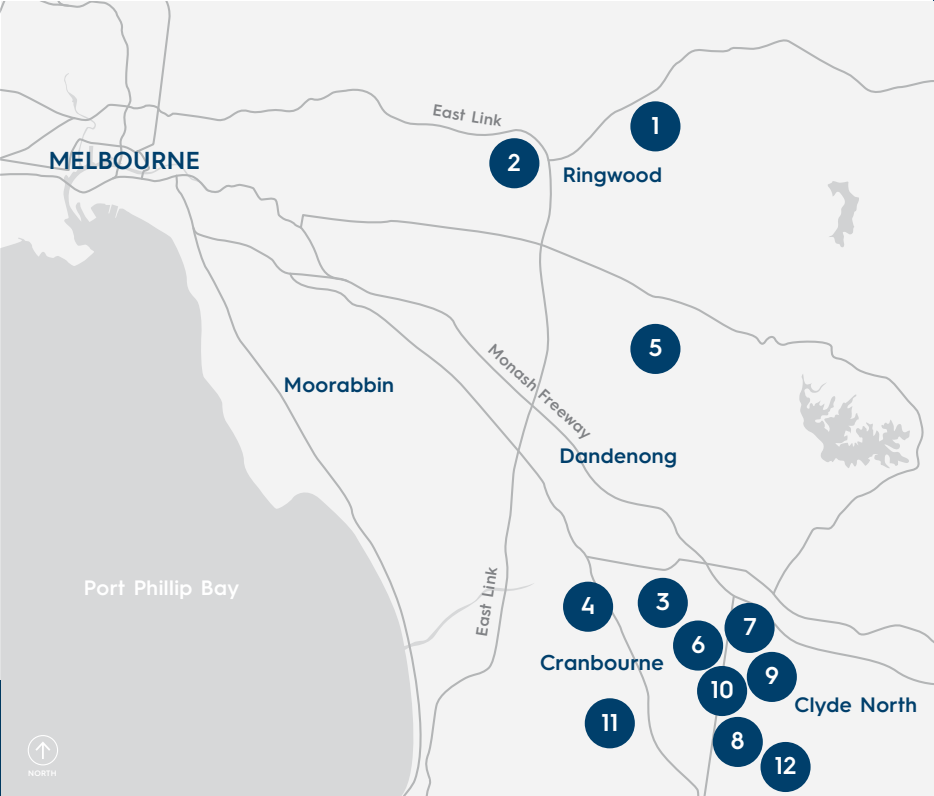 East Link
1
MELBOURNE
2
Ringwood
5
Monash Freeway
Moorabbin
Dandenong
Port Phillip Bay
East Link
4
3
7
6
Cranbourne
9
10
Clyde North
11
8
12
NORTH